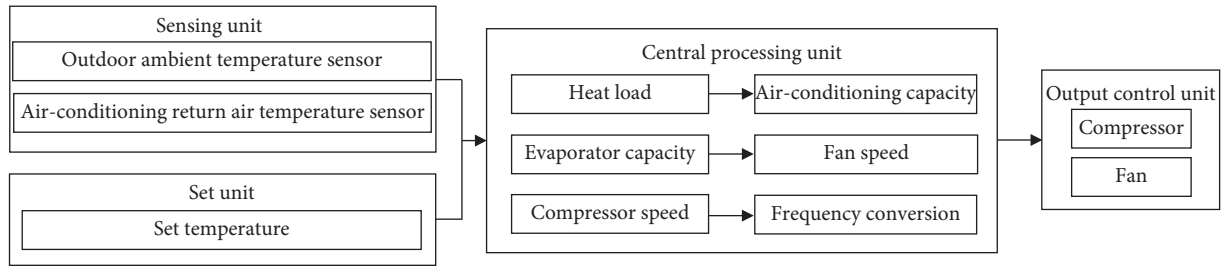 Sensing unit
Outdoor ambient temperature sensor
Air-conditioning return air temperature sensor
Set unit
Set temperature
Central processing unit
Heat load
Air-conditioning capacity
Evaporator capacity
Fan speed
Compressor speed
Frequency conversion
Output control unit
Compressor
Fan